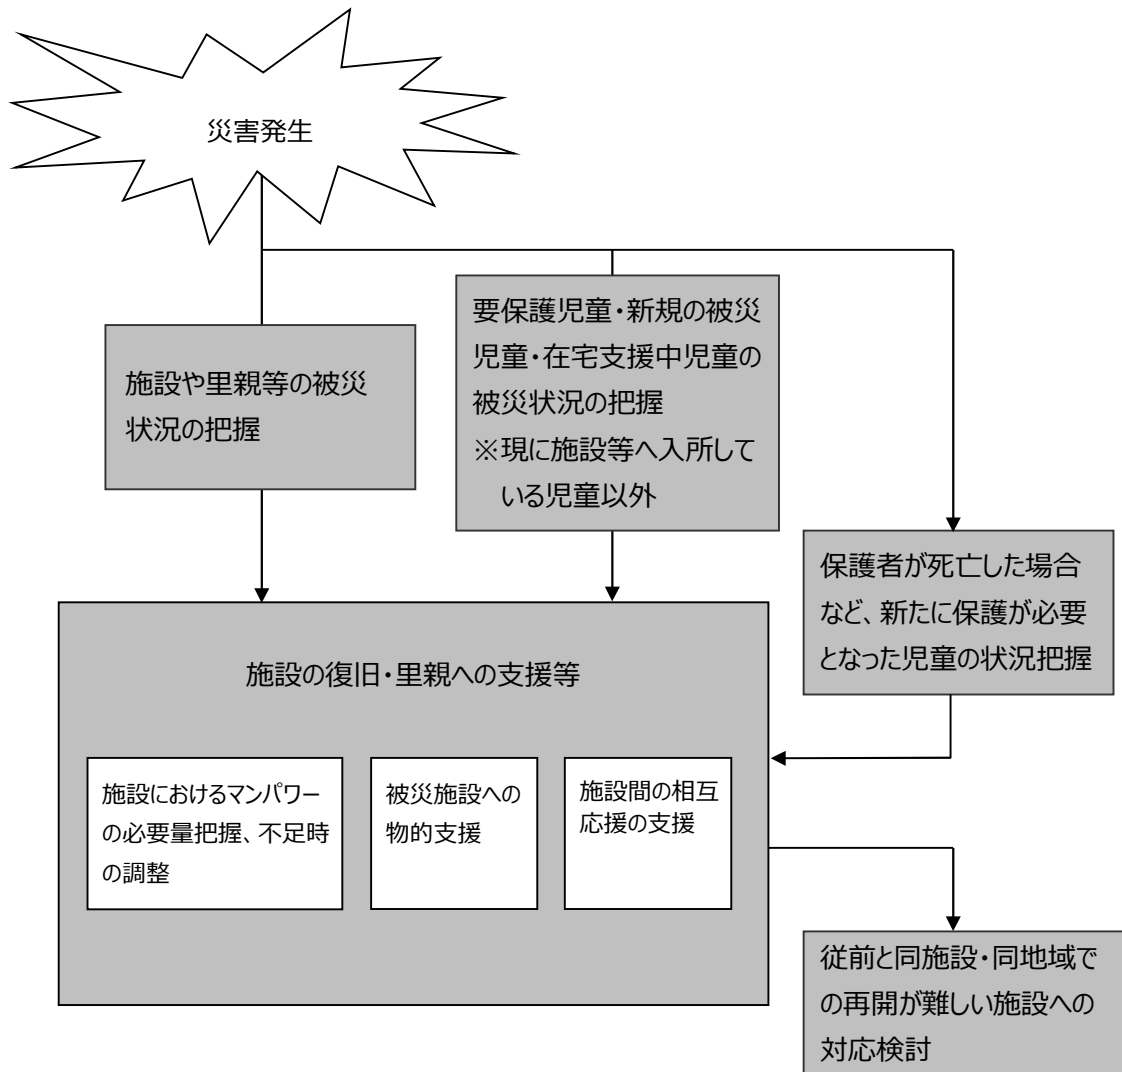 災害発生
施設や里親等の被災
状況の把握
要保護児童・新規の被災
児童・在宅支援中児童の
被災状況の把握
※現に施設等へ入所して
いる児童以外
保護者が死亡した場合
など、新たに保護が必要
となった児童の状況把握
施設の復旧・里親への支援等
施設におけるマンパワー
の必要量把握、不足時
の調整
被災施設への
物的支援
施設間の相互
応援の支援
従前と同施設・同地域で
の再開が難しい施設への
対応検討